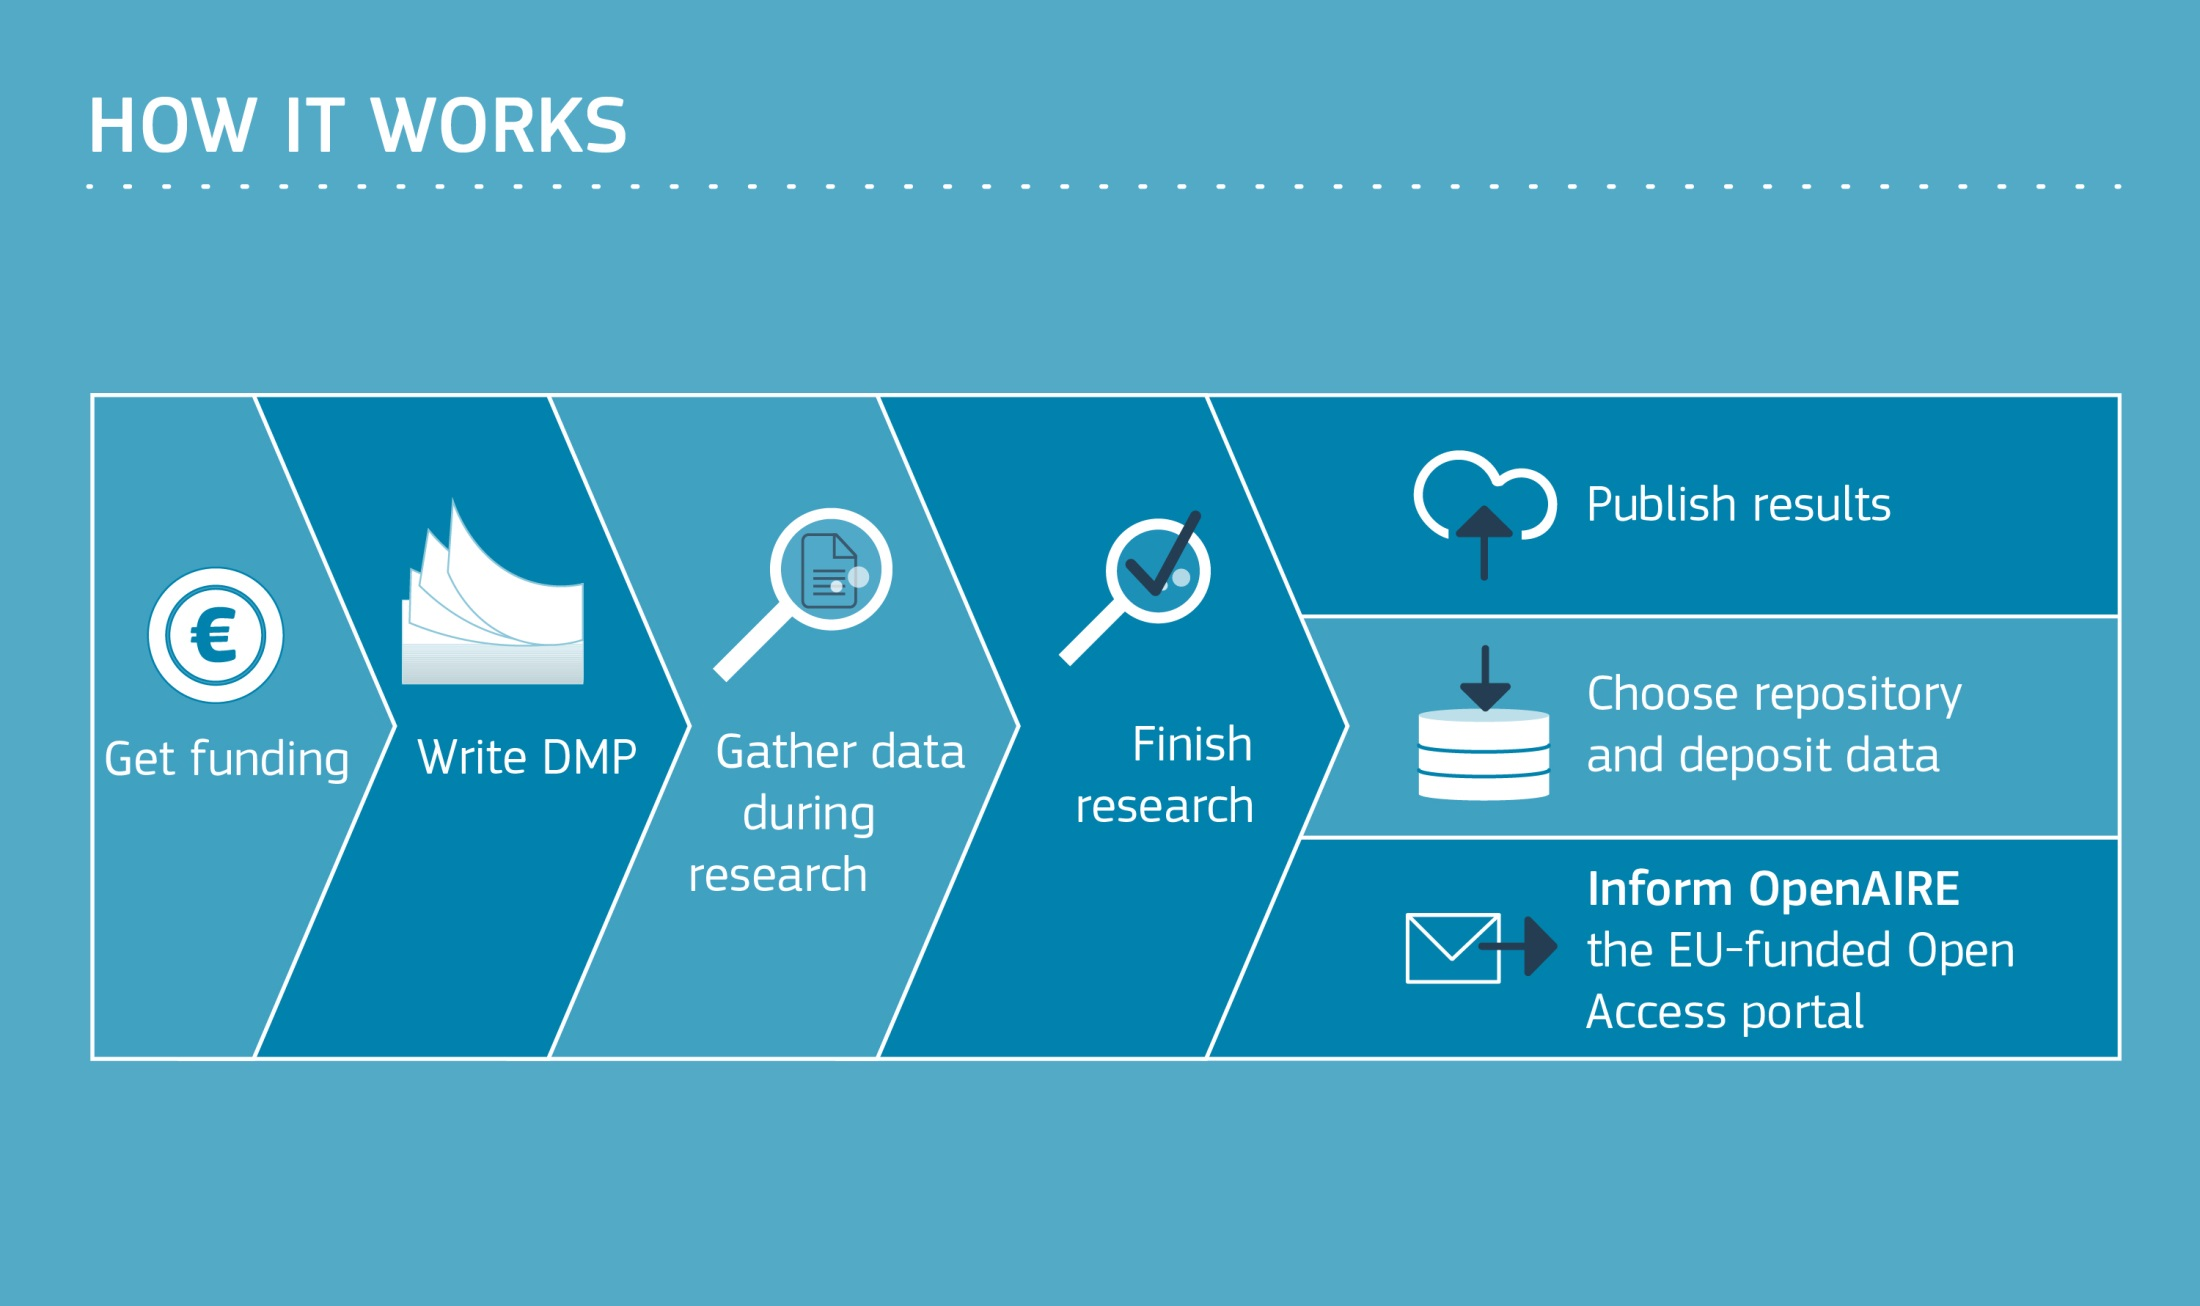 HOW IT WORKS
€
Get funding
Write DMP
Gather data
during
research
Finish
research
Publish results
Choose repository
and deposit data
Inform OpenAIRE
the EU-funded Open
Access portal